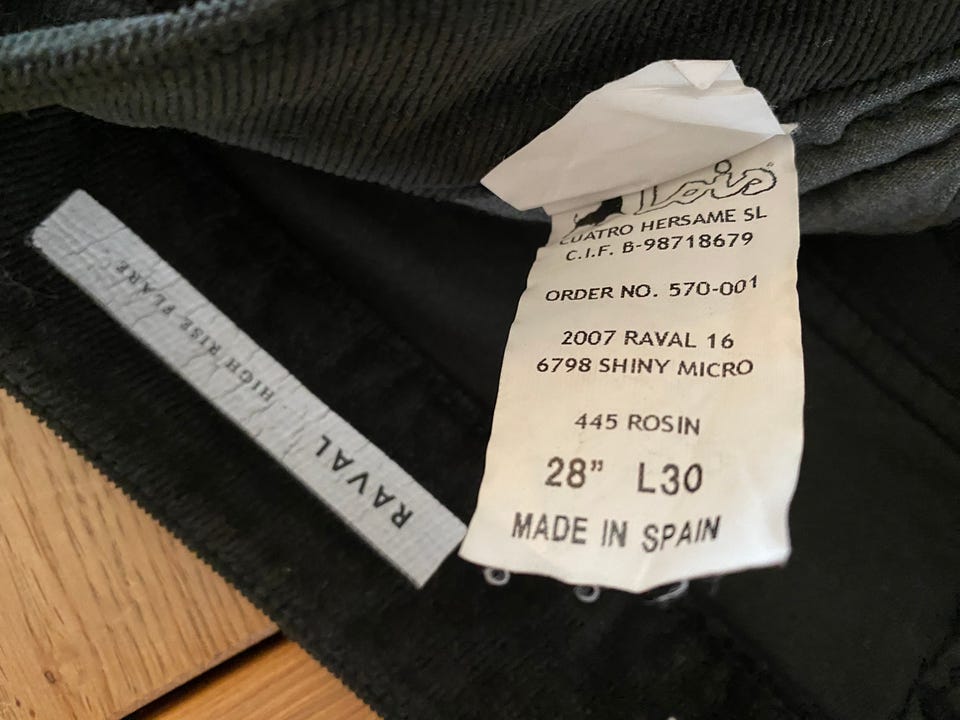 Lois
CUATRO HERSAME SL
C.I.F. B-98718679
ORDER NO. 570-001
2007 RAVAL 16
6798 SHINY MICRO
445 ROSIN
28" L30
MADE IN SPAIN
RAVAL HIGH RISE FLARE